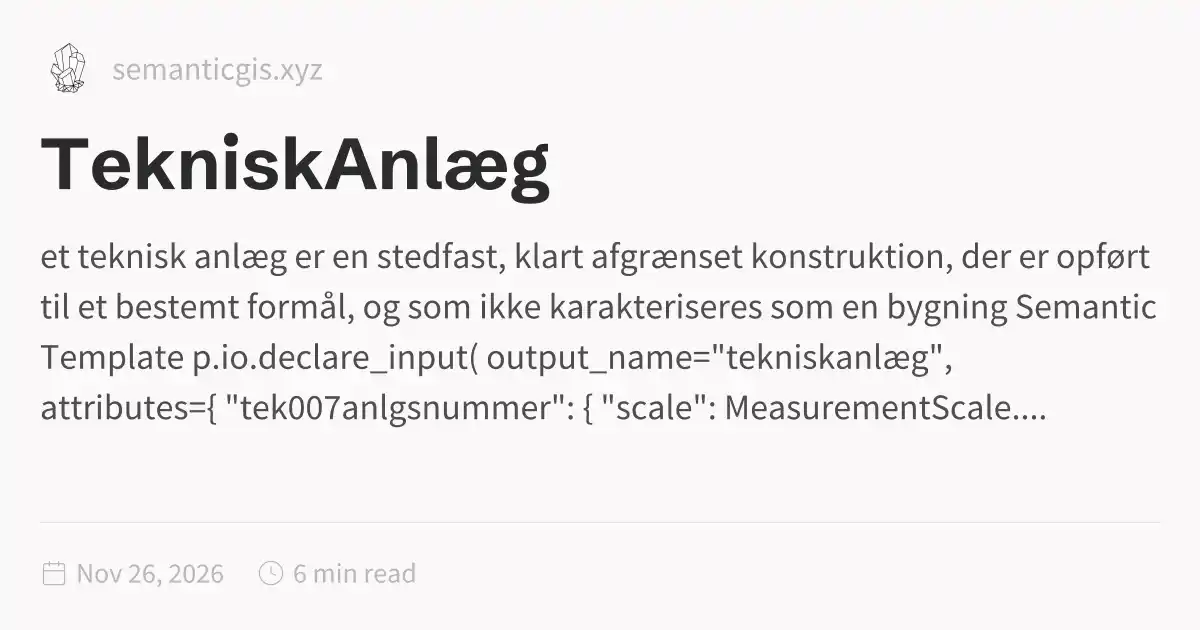 semanticgis.xyz
TekniskAnlæg
et teknisk anlæg er en stedfast, klart afgrænset konstruktion, der er opført
til et bestemt formål, og som ikke karakteriseres som en bygning Semantic
Template p.io.declare_input( output_name="tekniskanlæg",
attributes={ "tek007anlgsnummer": { "scale": MeasurementScale....
Nov 26, 2026 6 min read